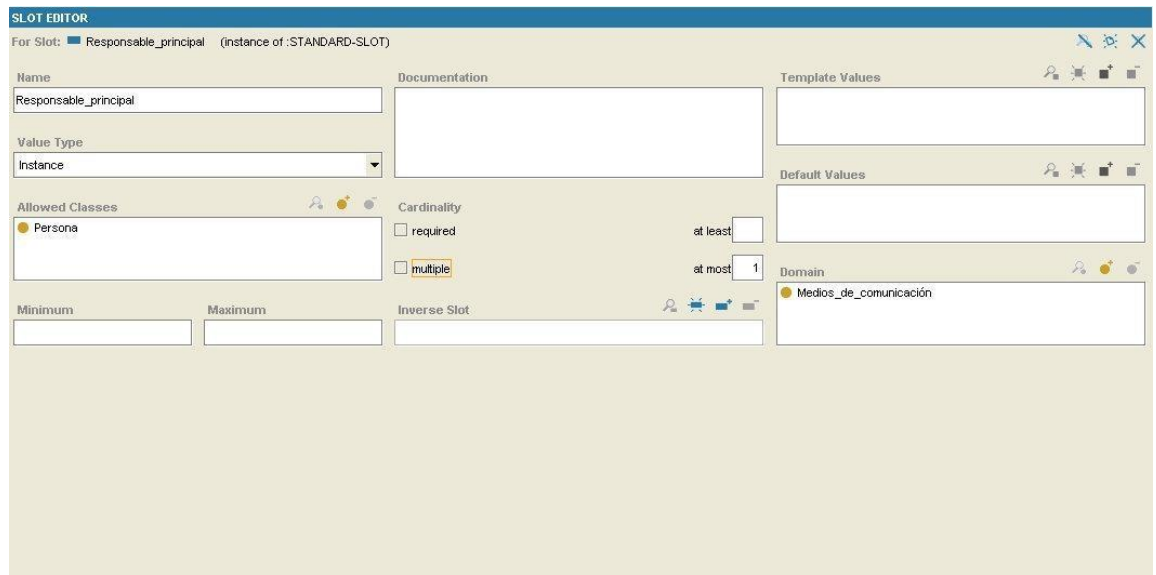 SLOT EDITOR
For Slot: Responsable_principal (instance of :STANDARD-SLOT)
Name
Responsable_principal
Value Type
Instance
Allowed Classes
Persona
Minimum
Maximum
Documentation
Cardinality
required
at least
multiple
at most 1
Inverse Slot
Template Values
Default Values
Domain
Medios_de_comunicación